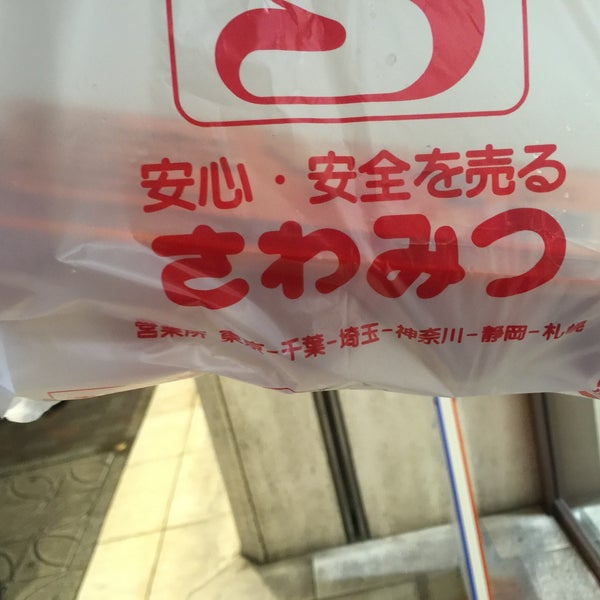 安心・安全を売る
さわみつ
営業所 東京-千葉-埼玉-神奈川-静岡-札幌